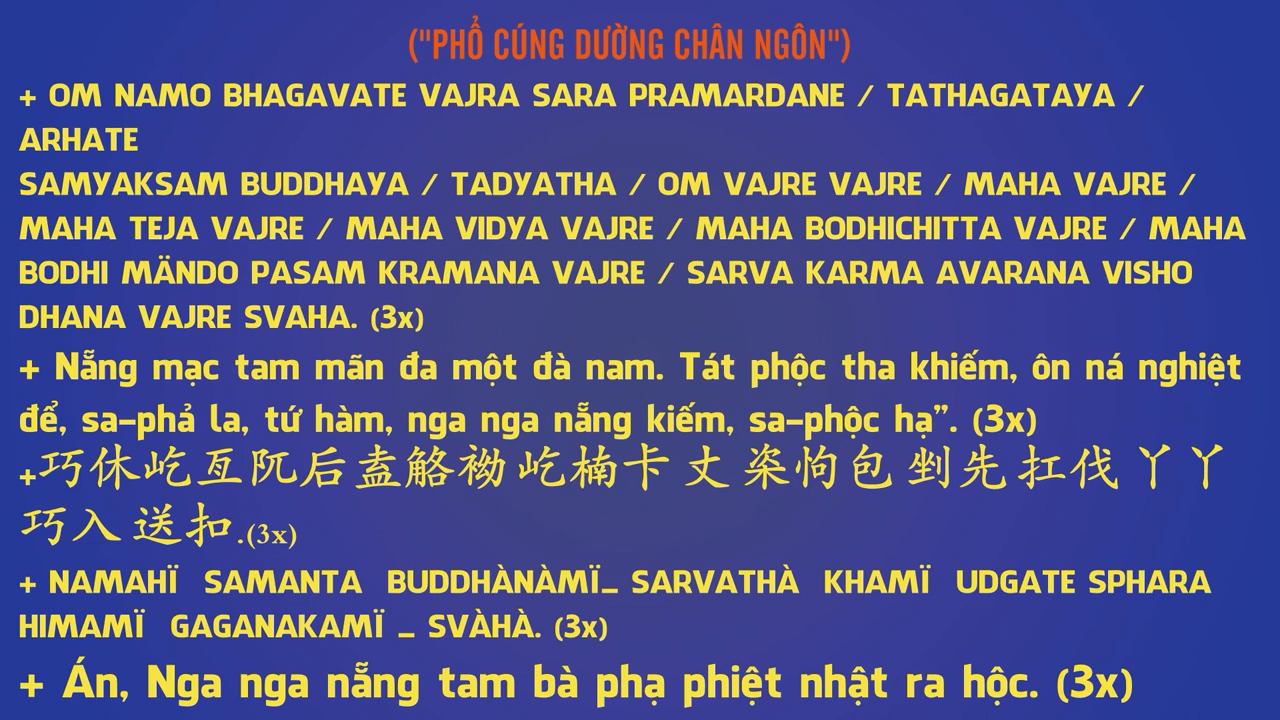 ("PHỔ CÚNG DƯỜNG CHÂN NGÔN")
+ OM NAMO BHAGAVATE VAJRA SARA PRAMARDANE / TATHAGATAYA /
ARHATE
SAMYAKSAM BUDDHAYA / TADYATHA / OM VAJRE VAJRE / MAHA VAJRE /
MAHA TEJA VAJRE / MAHA VIDYA VAJRE / MAHA BODHICHITTA VAJRE / MAHA
BODHI MÄNDO PASAM KRAMANA VAJRE / SARVA KARMA AVARANA VISHO
DHANA VAJRE SVAHA. (3x)
+ Nẵng mạc tam mãn đa một đà nam. Tát phộc tha khiếm, ôn ná nghiệt
để, sa-phả la, tứ hàm, nga nga nẵng kiếm, sa-phộc hạ”. (3x)
+巧休屹亙阢后盍觡袎屹楠卡丈栥怐包剉先扛伐丫丫
巧入送扣.(3x)
+ NAMAHÏ SAMANTA BUDDHÀNÀMÏ_ SARVATHÀ KHAMÏ UDGATE SPHARA
HIMAMÏ GAGANAKAMÏ _ SVÀHÀ. (3x)
+ Án, Nga nga nẵng tam bà phạ phiệt nhật ra hộc. (3x)